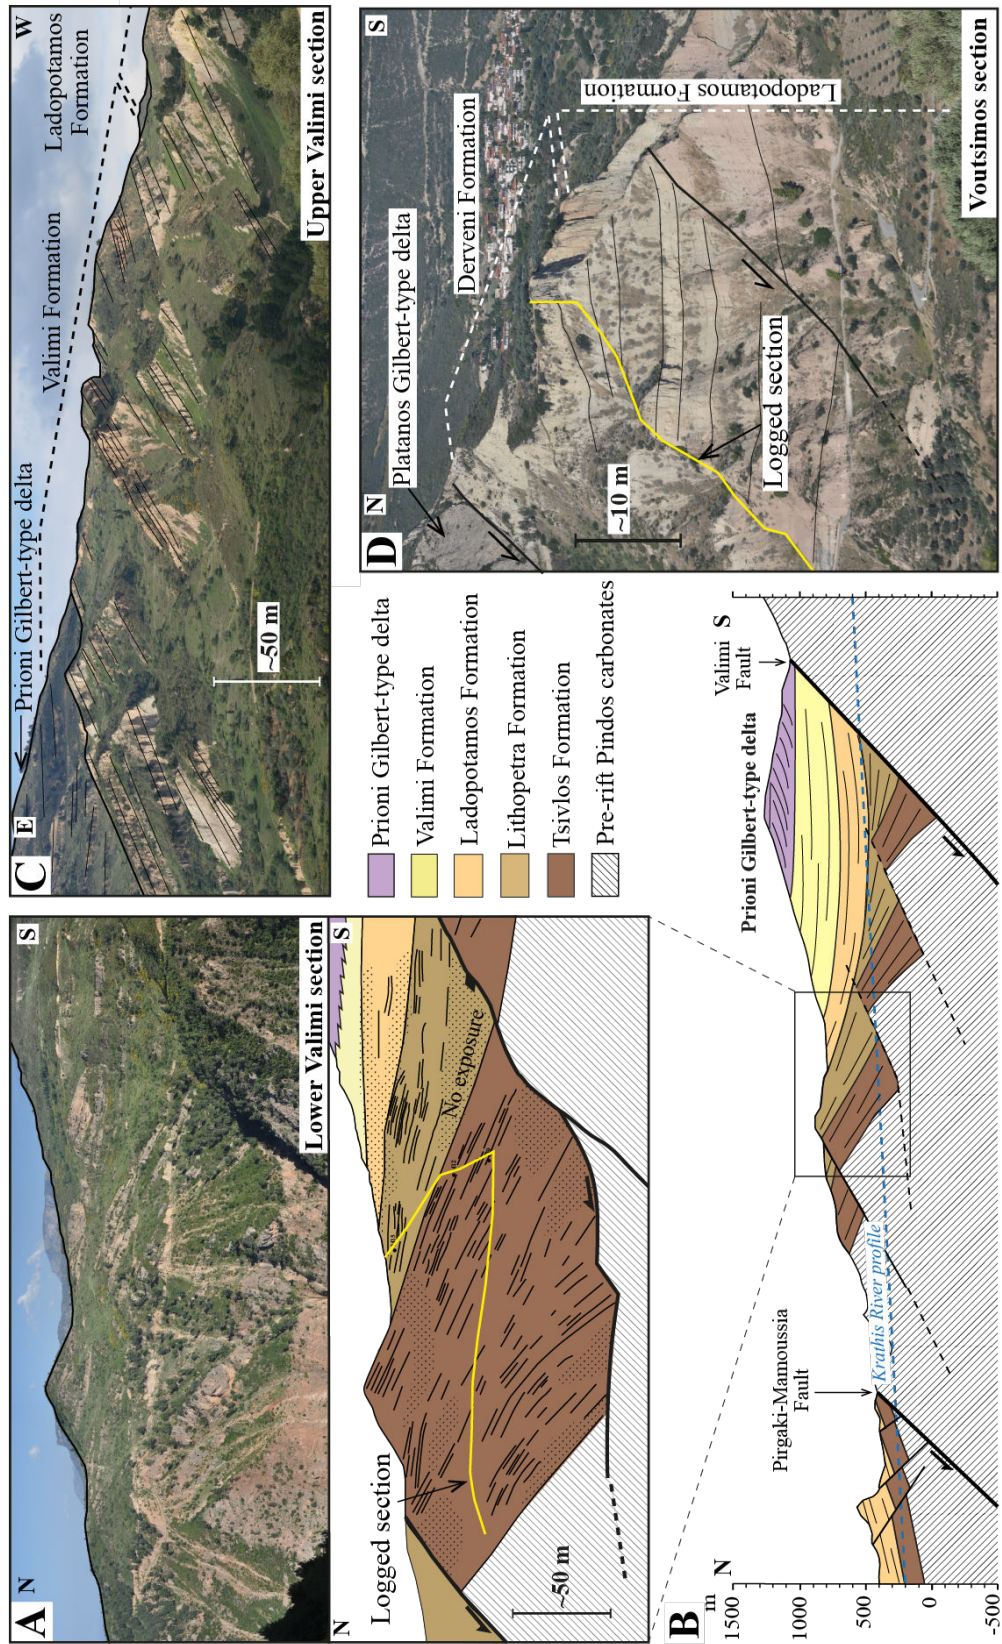 A
N
S
Lower Valimi section
N
S
Logged section
No exposure
~50 m
B
m
N
1500
1000
500
0
-500
Pirgaki-Mamoussia
Fault
Krathis River profile
Prioni Gilbert-type delta
Valimi
Fault
S
C
E
W
Prioni Gilbert-type delta
Valimi Formation
Ladopotamos
Formation
~50 m
Upper Valimi section
Prioni Gilbert-type delta
Valimi Formation
Ladopotamos Formation
Lithopetra Formation
Tsivlos Formation
Pre-rift Pindos carbonates
D
N
S
Platanos Gilbert-type delta
Derveni Formation
Ladopotamos Formation
~10 m
Logged section
Voutsimos section